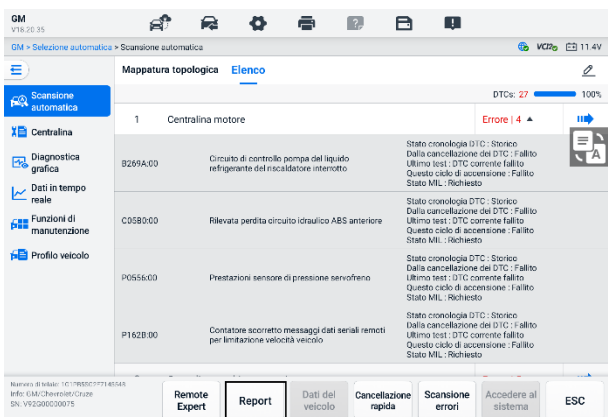 GM
V18.20.35
GM > Selezione automatica > Scansione automatica
VCI 11.4V
Mappatura topologica Elenco
DTCs: 27 100%
Scansione
automatica
Centralina
Diagnostica
grafica
Dati in tempo
reale
Funzioni di
manutenzione
Profilo veicolo
1 Centralina motore Errore | 4
B269A:00
Circuito di controllo pompa del liquido
refrigerante del riscaldatore interrotto
Stato cronologia DTC : Storico
Dalla cancellazione dei DTC : Fallito
Ultimo test : DTC corrente fallito
Questo ciclo di accensione : Fallito
Stato MIL : Richiesto
C05B0:00
Rilevata perdita circuito idraulico ABS anteriore
Stato cronologia DTC : Storico
Dalla cancellazione dei DTC : Fallito
Ultimo test : DTC corrente fallito
Questo ciclo di accensione : Fallito
Stato MIL : Richiesto
P0556:00
Prestazioni sensore di pressione servofreno
Stato cronologia DTC : Storico
Dalla cancellazione dei DTC : Fallito
Ultimo test : DTC corrente fallito
Questo ciclo di accensione : Fallito
Stato MIL : Richiesto
P162B:00
Contatore scorretto messaggi dati seriali remoti
per limitazione velocità veicolo
Stato cronologia DTC : Storico
Dalla cancellazione dei DTC : Fallito
Ultimo test : DTC corrente fallito
Questo ciclo di accensione : Fallito
Stato MIL : Richiesto
A
Numero di telaio:
Info: GM/Chevrolet/Cruze
SN: V92G00000075
Remote
Expert
Report
Dati del
veicolo
Cancellazione
rapida
Scansione
errori
Accedere al
sistema
ESC